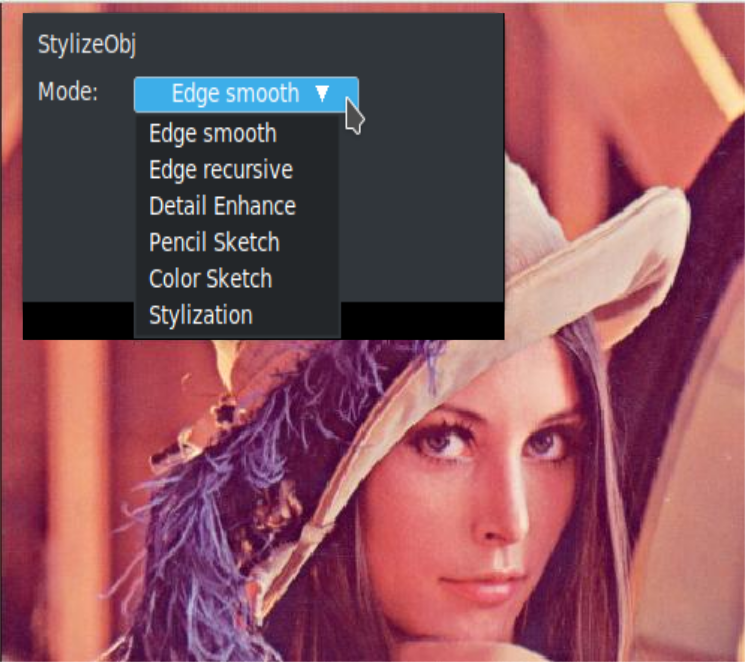 StylizeObj
Mode: Edge smooth ▼
Edge smooth
Edge recursive
Detail Enhance
Pencil Sketch
Color Sketch
Stylization